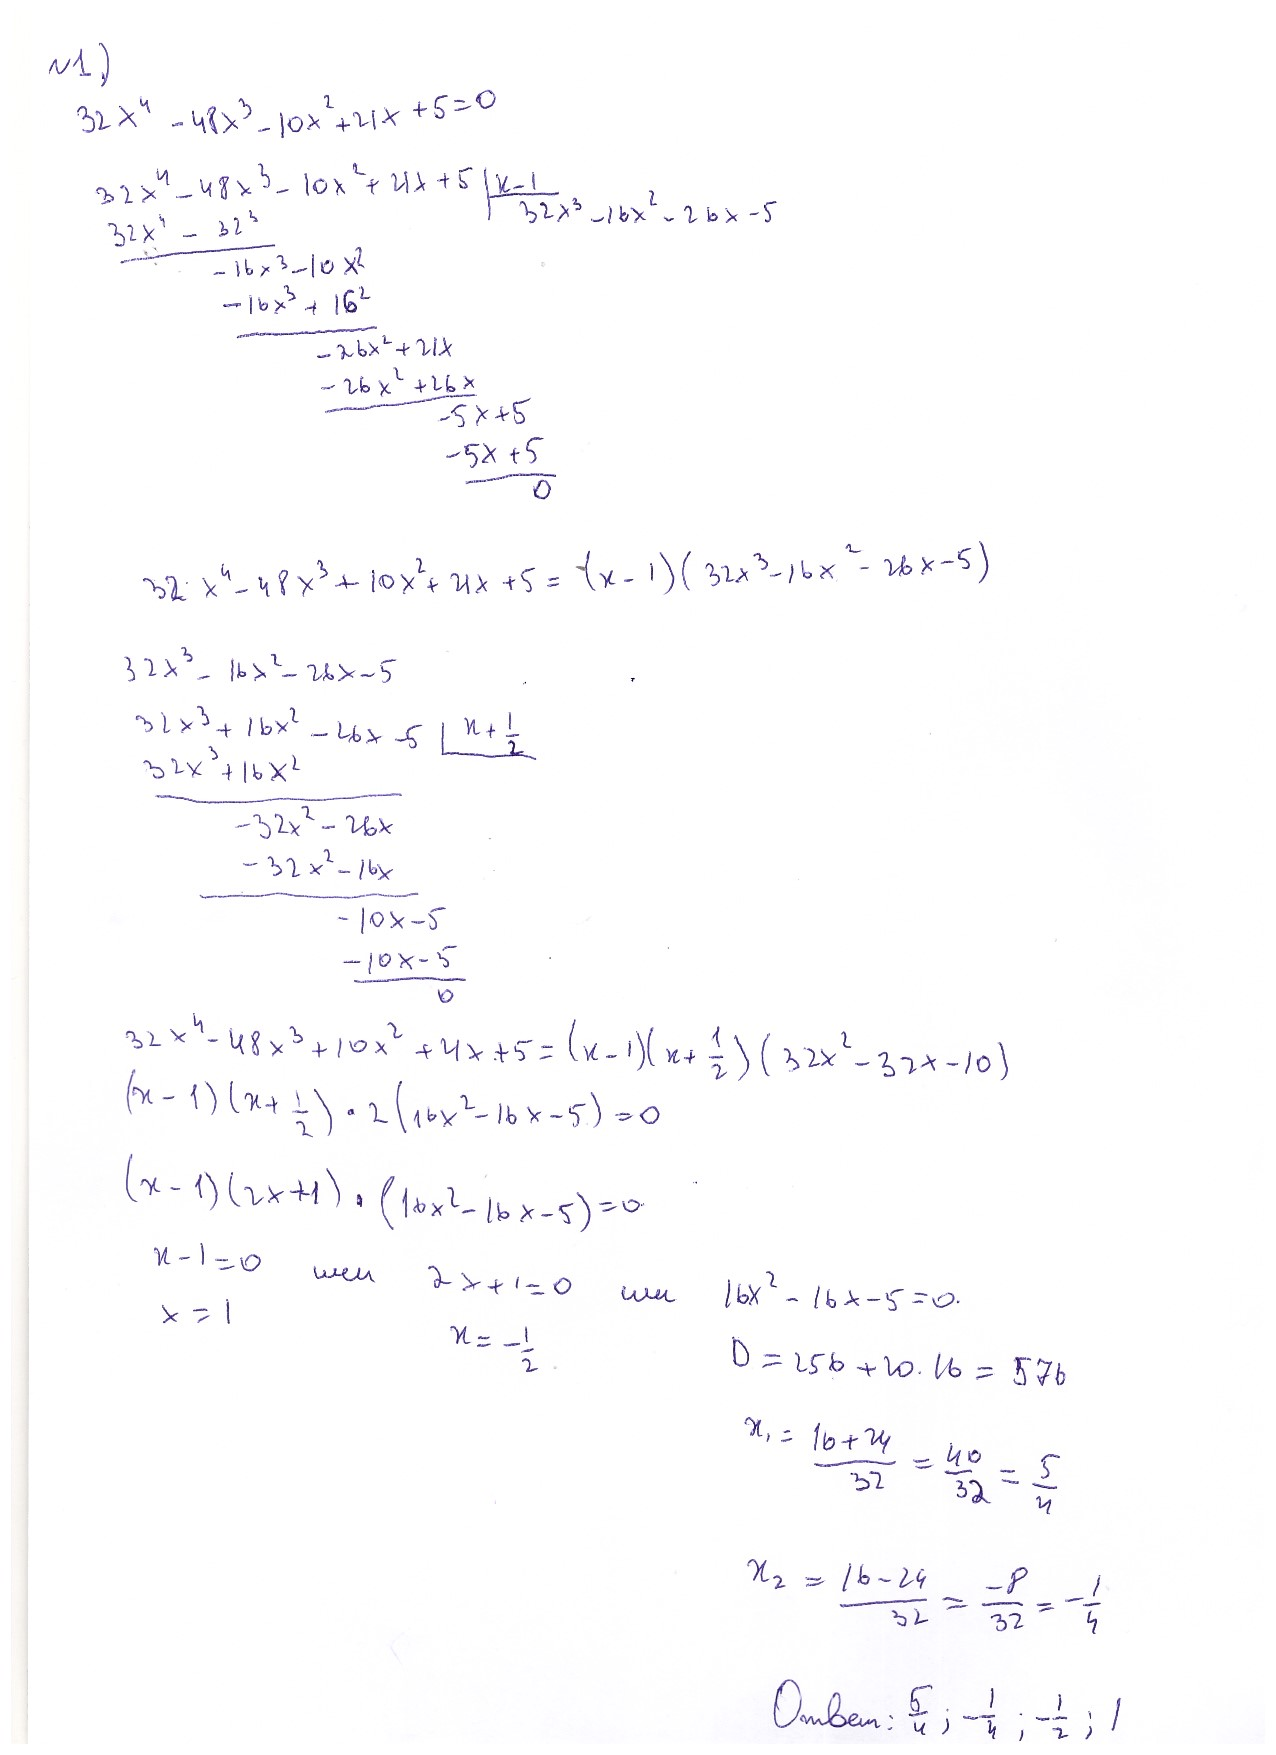 №1)
32x⁴ - 48x³ - 10x² + 21x + 5 = 0
32x⁴ - 48x³ - 10x² + 21x + 5 | x - 1
32x⁴ - 32³ 32x³ - 16x² - 26x - 5
-16x³ - 10x²
-16x³ + 16²
-26x² + 21x
-26x² + 26x
-5x + 5
-5x + 5
0
32x⁴ - 48x³ + 10x² + 21x + 5 = (x - 1)(32x³ - 16x² - 26x - 5)
32x³ - 16x² - 26x - 5
32x³ + 16x² - 26x - 5 | x + 1/2
32x³ + 16x²
-32x² - 26x
-32x² - 16x
-10x - 5
-10x - 5
0
32x⁴ - 48x³ + 10x² + 21x + 5 = (x - 1)(x + 1/2)(32x² - 32x - 10)
(x - 1)(x + 1/2) · 2(16x² - 16x - 5) = 0
(x - 1)(2x + 1) · (16x² - 16x - 5) = 0
x - 1 = 0 или 2x + 1 = 0 или 16x² - 16x - 5 = 0.
x = 1 x = -1/2. D = 256 + 20 · 16 = 576
x₁ = (16 + 24)/32 = 40/32 = 5/4
x₂ = (16 - 24)/32 = -8/32 = -1/4
Ответ: 5/4 ; -1/4 ; -1/2 ; 1